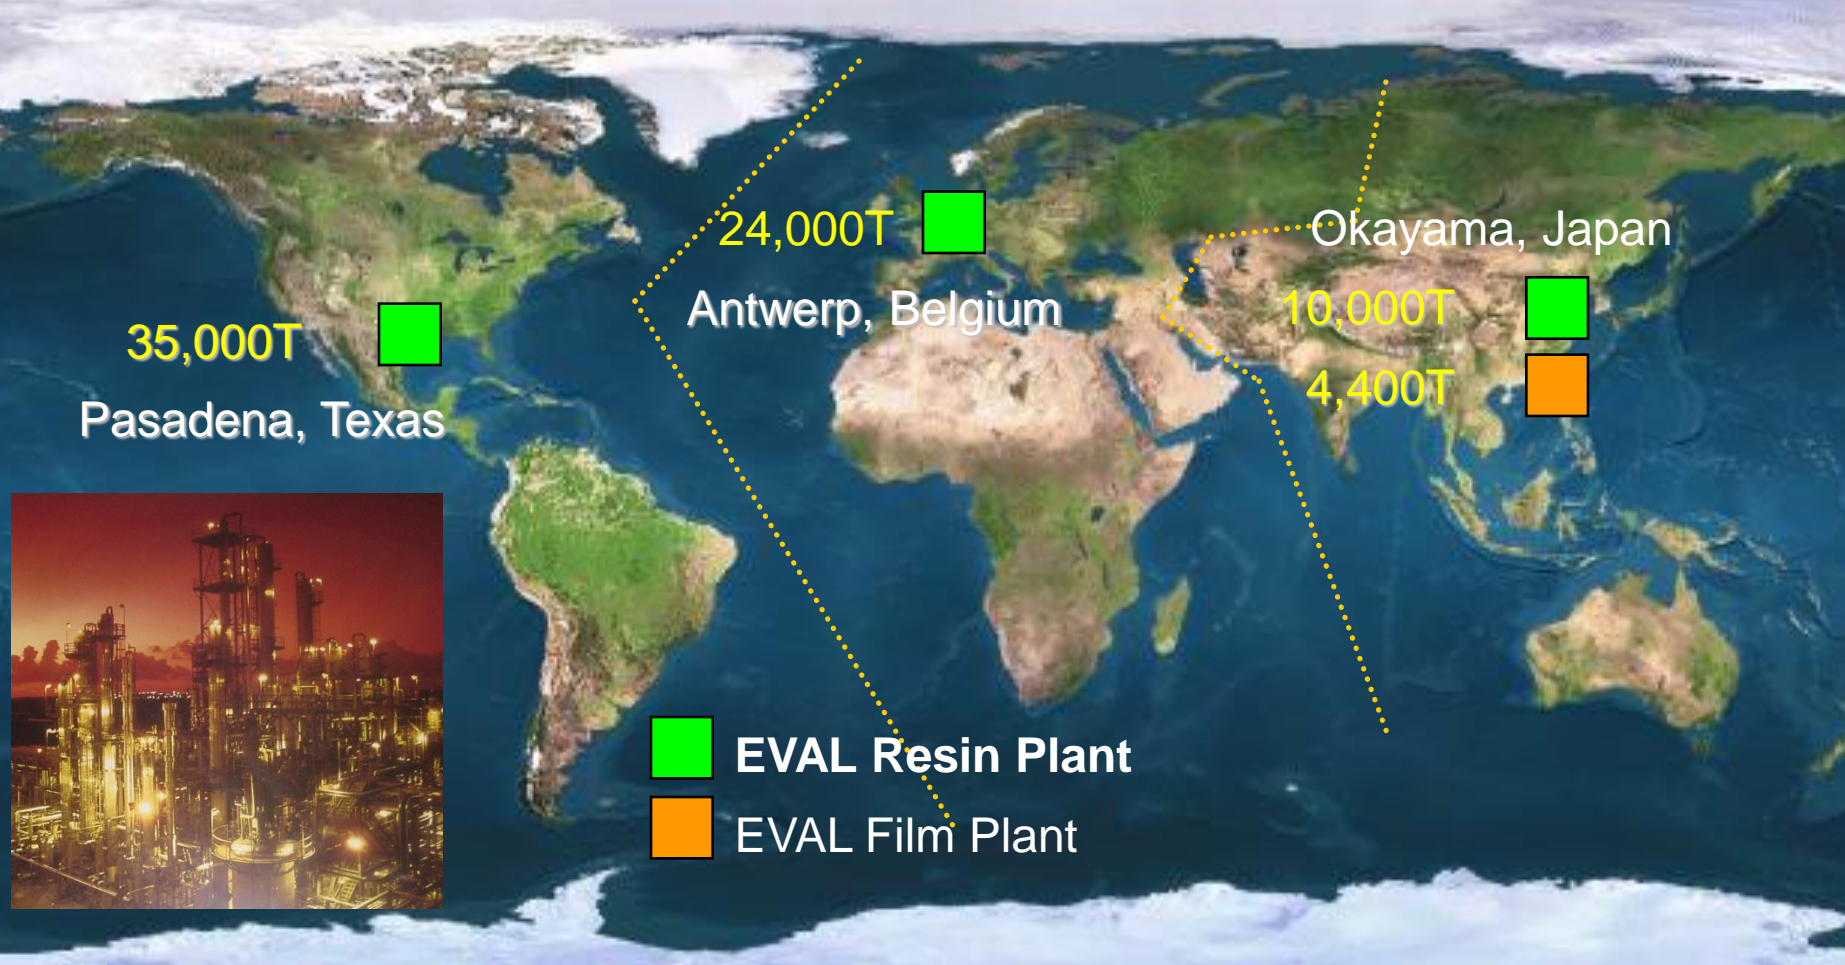 24,000T
Okayama, Japan
Antwerp, Belgium
10,000T
35,000T
4,400T
Pasadena, Texas
EVAL Resin Plant
EVAL Film Plant